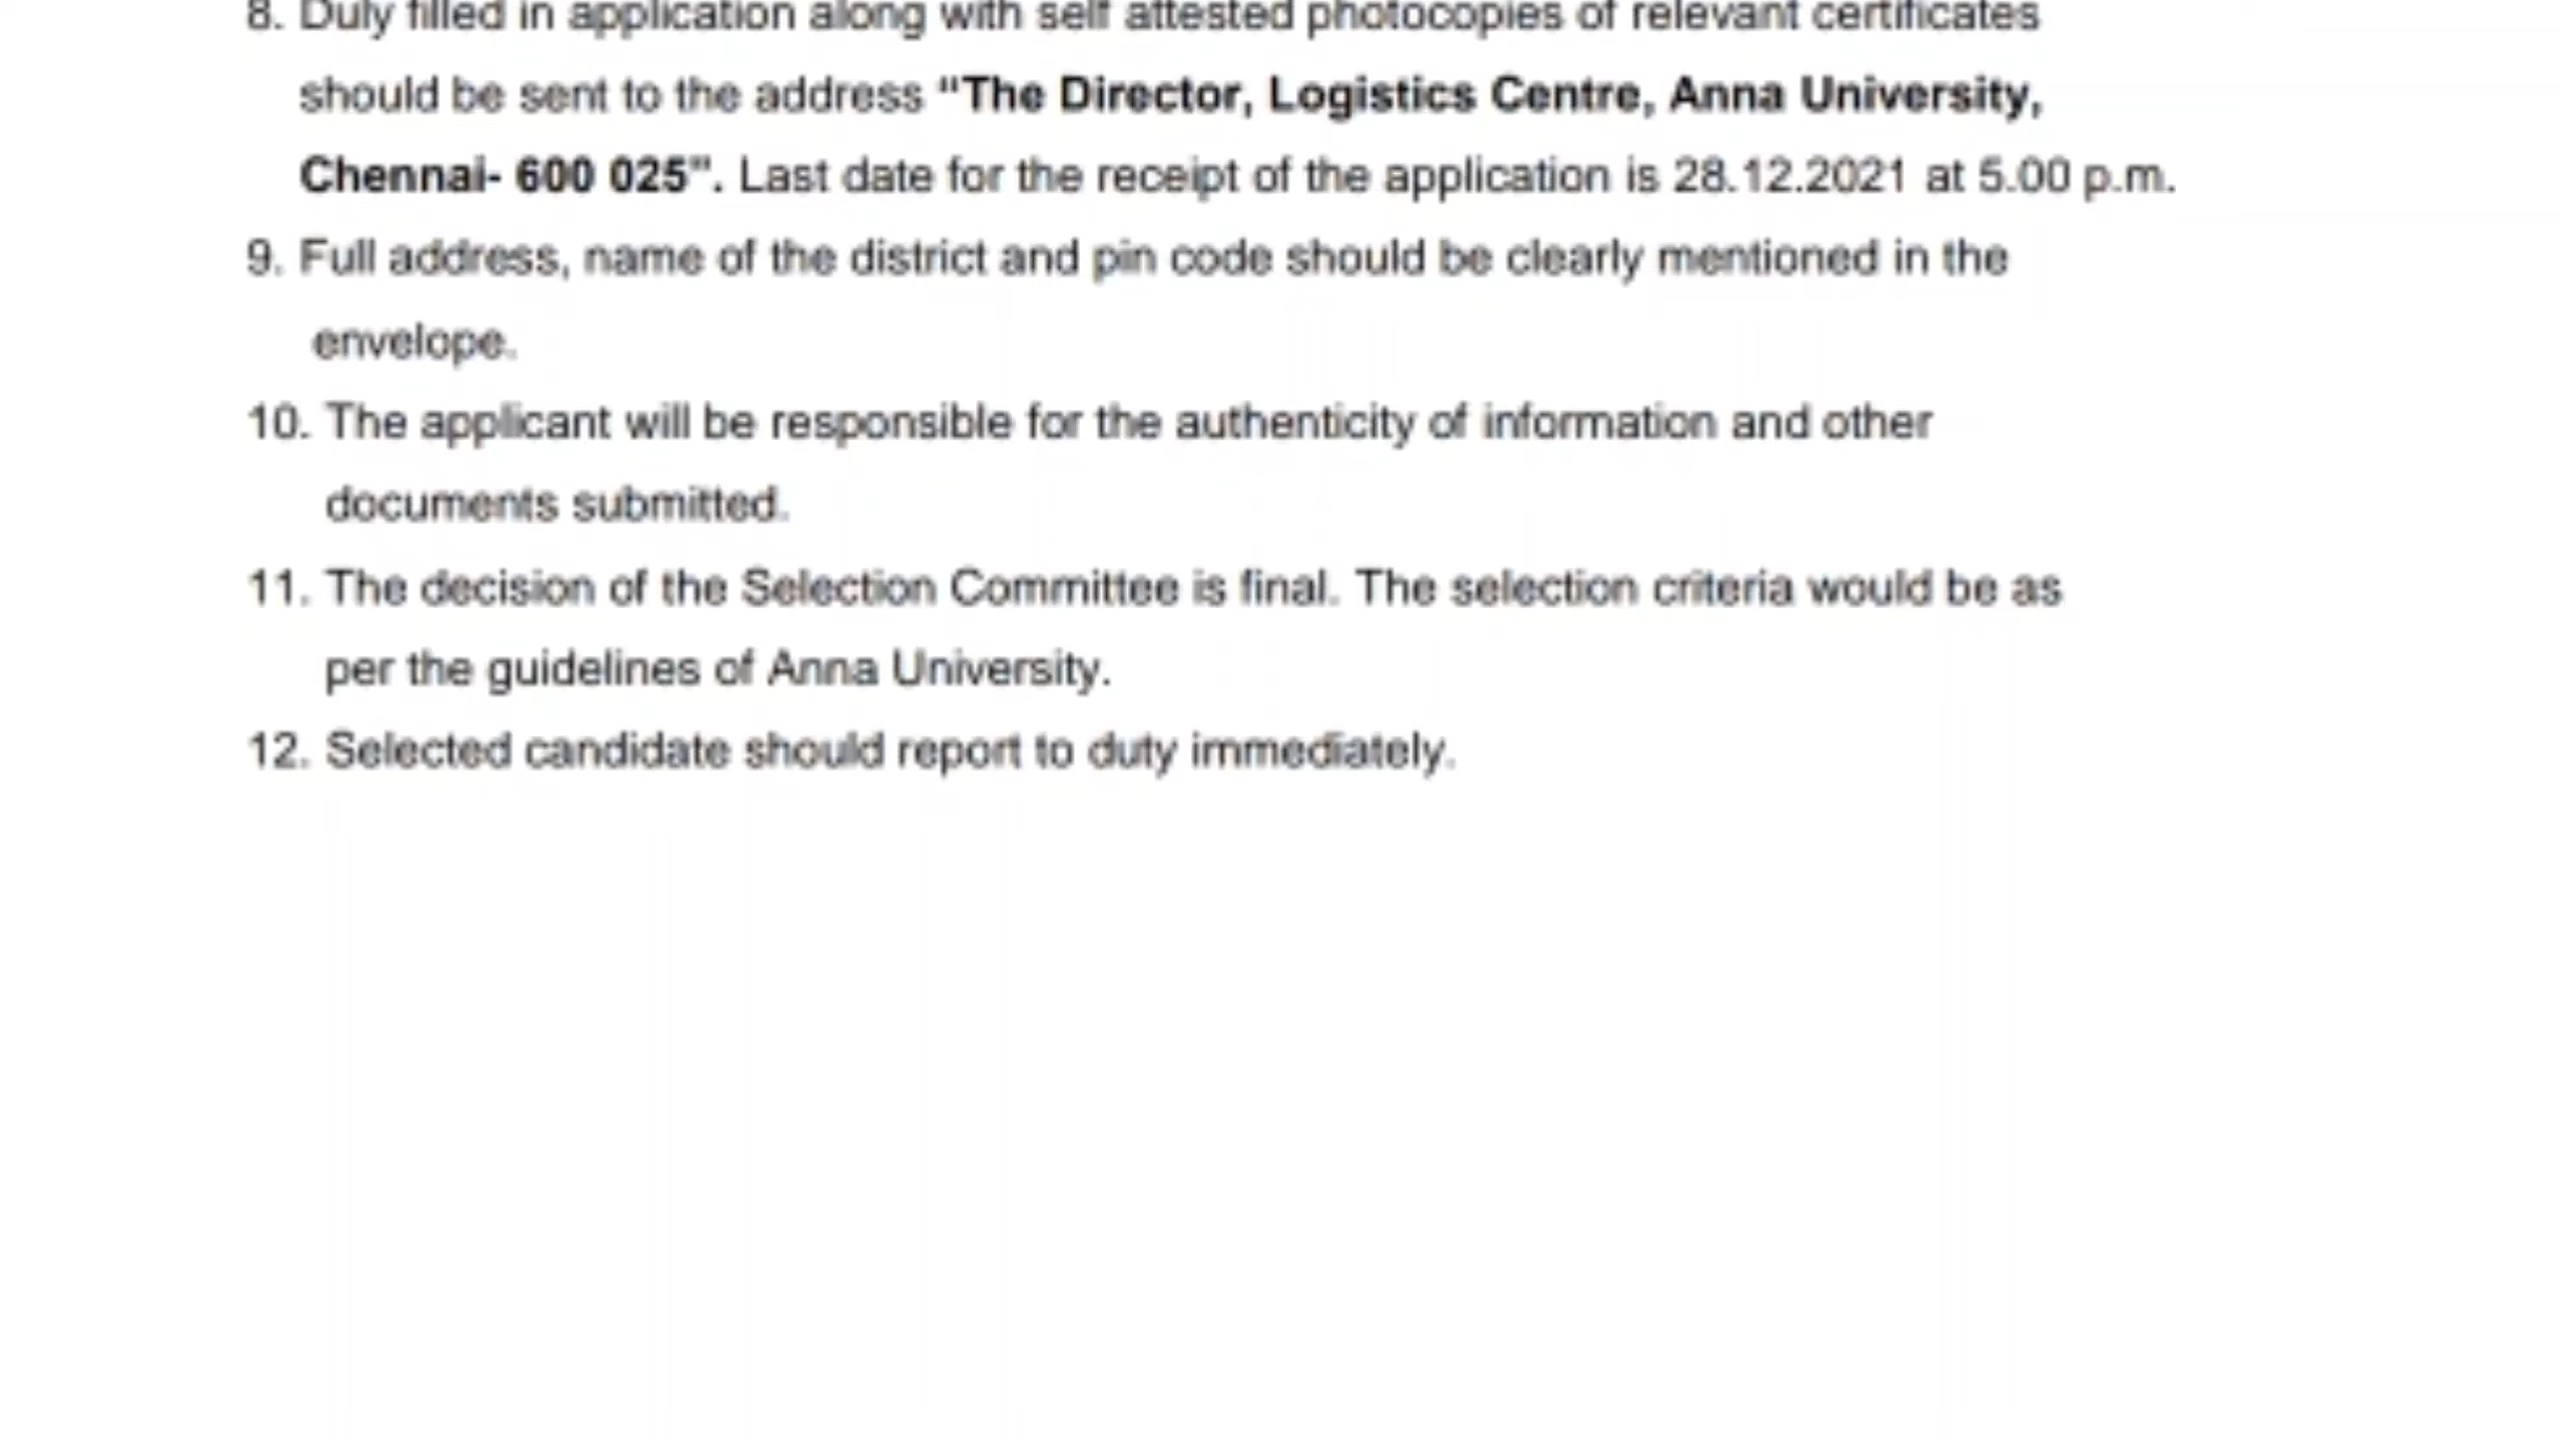 8. Duly filled in application along with self attested photocopies of relevant certificates
should be sent to the address “The Director, Logistics Centre, Anna University,
Chennai- 600 025”. Last date for the receipt of the application is 28.12.2021 at 5.00 p.m.
9. Full address, name of the district and pin code should be clearly mentioned in the
envelope.
10. The applicant will be responsible for the authenticity of information and other
documents submitted.
11. The decision of the Selection Committee is final. The selection criteria would be as
per the guidelines of Anna University.
12. Selected candidate should report to duty immediately.